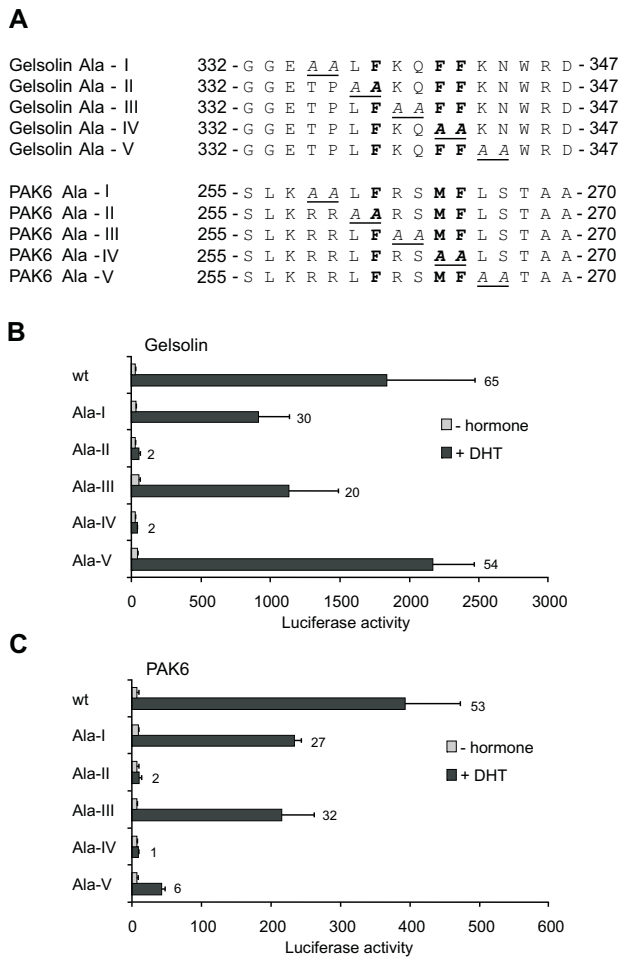 A
Gelsolin Ala - I 332 - G G E A A L F K Q F F K N W R D - 347
Gelsolin Ala - II 332 - G G E T P A A K Q F F K N W R D - 347
Gelsolin Ala - III 332 - G G E T P L F A A F F K N W R D - 347
Gelsolin Ala - IV 332 - G G E T P L F K Q A A K N W R D - 347
Gelsolin Ala - V 332 - G G E T P L F K Q F F A A W R D - 347
PAK6 Ala - I 255 - S L K A A L F R S M F L S T A A - 270
PAK6 Ala - II 255 - S L K R R A A R S M F L S T A A - 270
PAK6 Ala - III 255 - S L K R R L F A A M F L S T A A - 270
PAK6 Ala -IV 255 - S L K R R L F R S A A L S T A A - 270
PAK6 Ala -V 255 - S L K R R L F R S M F A A T A A - 270
B
Gelsolin
wt 65
Ala-I 30
- hormone
Ala-II 2
+ DHT
Ala-III 20
Ala-IV 2
Ala-V 54
0 500 1000 1500 2000 2500 3000
Luciferase activity
C
PAK6
wt 53
Ala-I 27
- hormone
Ala-II 2
+ DHT
Ala-III 32
Ala-IV 1
Ala-V 6
0 100 200 300 400 500 600
Luciferase activity